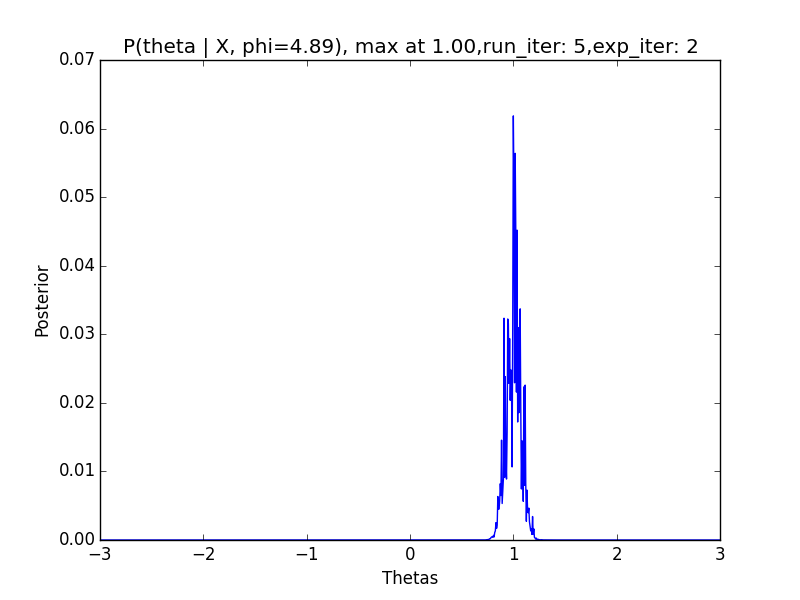 P(theta | X, phi=4.89), max at 1.00,run_iter: 5,exp_iter: 2
0.07
0.06
0.05
0.04
0.03
0.02
0.01
0.00
Posterior
−3 −2 −1 0 1 2 3
Thetas